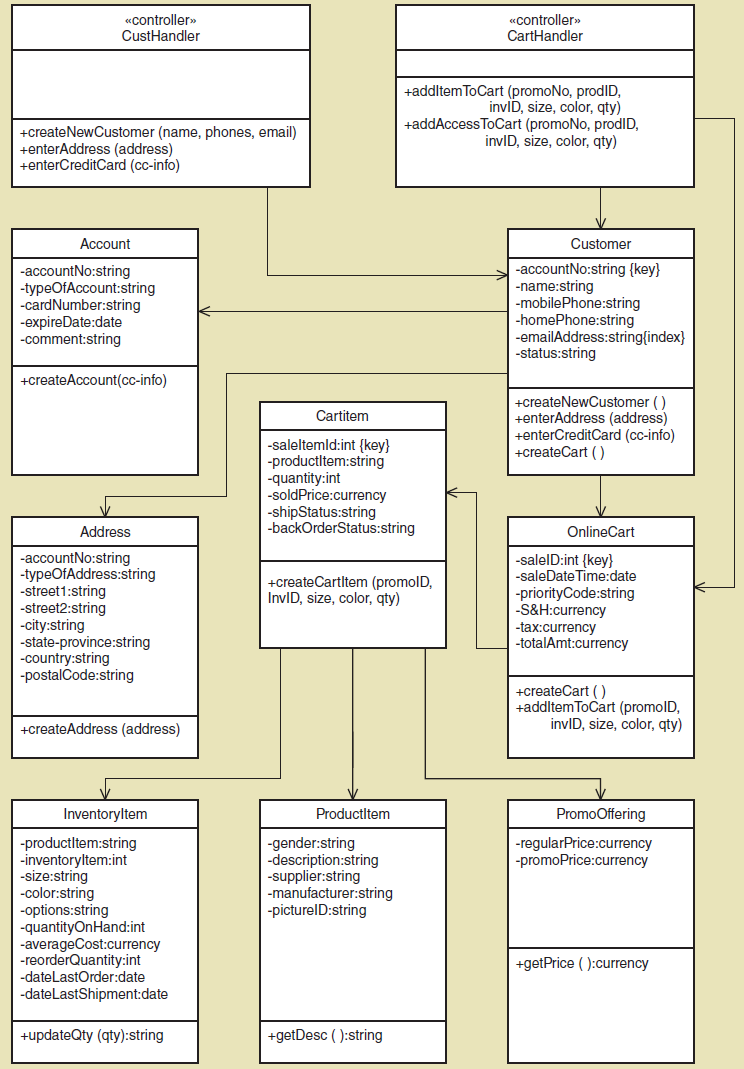 «controller»
CustHandler
+createNewCustomer (name, phones, email)
+enterAddress (address)
+enterCreditCard (cc-info)
«controller»
CartHandler
+addItemToCart (promoNo, prodID,
invID, size, color, qty)
+addAccessToCart (promoNo, prodID,
invID, size, color, qty)
Account
-accountNo:string
-typeOfAccount:string
-cardNumber:string
-expireDate:date
-comment:string
+createAccount(cc-info)
Customer
-accountNo:string {key}
-name:string
-mobilePhone:string
-homePhone:string
-emailAddress:string{index}
-status:string
+createNewCustomer ( )
+enterAddress (address)
+enterCreditCard (cc-info)
+createCart ( )
Cartitem
-saleItemId:int {key}
-productItem:string
-quantity:int
-soldPrice:currency
-shipStatus:string
-backOrderStatus:string
+createCartItem (promoID,
InvID, size, color, qty)
Address
-accountNo:string
-typeOfAddress:string
-street1:string
-street2:string
-city:string
-state-province:string
-country:string
-postalCode:string
+createAddress (address)
OnlineCart
-saleID:int {key}
-saleDateTime:date
-priorityCode:string
-S&H:currency
-tax:currency
-totalAmt:currency
+createCart ( )
+addItemToCart (promoID,
invID, size, color, qty)
InventoryItem
-productItem:string
-inventoryItem:int
-size:string
-color:string
-options:string
-quantityOnHand:int
-averageCost:currency
-reorderQuantity:int
-dateLastOrder:date
-dateLastShipment:date
+updateQty (qty):string
ProductItem
-gender:string
-description:string
-supplier:string
-manufacturer:string
-pictureID:string
+getDesc ( ):string
PromoOffering
-regularPrice:currency
-promoPrice:currency
+getPrice ( ):currency